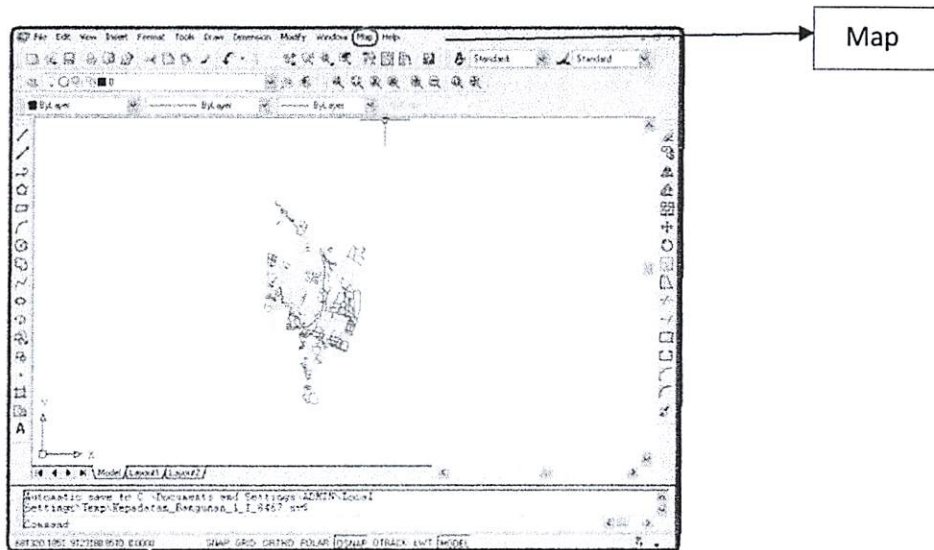 File Edit View Insert Format Tools Draw Dimension Modify Window Map Help
Map
Standard Standard
0
ByLayer ByLayer ByLayer
Y
X
A
Model Layout1 Layout2
Automatic save to C:\Documents and Settings\ADMIN\Local
Settings\Temp\Kepadatan_Bangunan_1_1_8467.sv$
Command
SNAP GRID ORTHO POLAR OSNAP OTRACK LWT MODEL